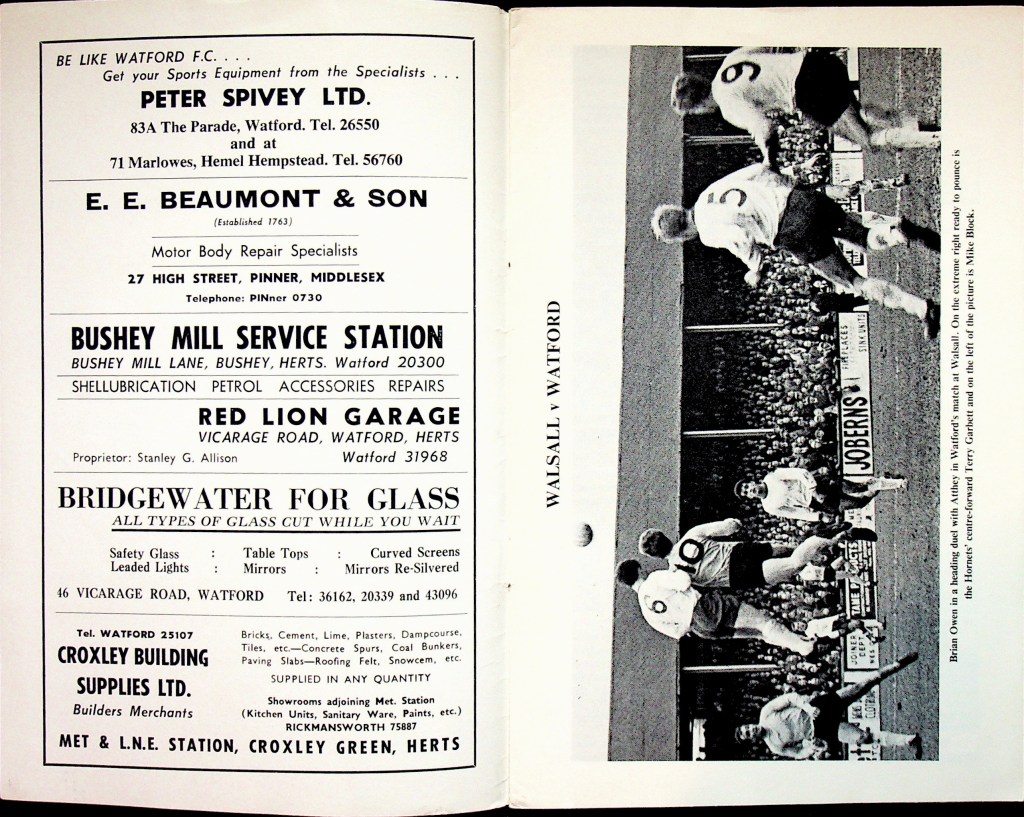 BE LIKE WATFORD F.C. . . .
Get your Sports Equipment from the Specialists . . .
PETER SPIVEY LTD.
83A The Parade, Watford. Tel. 26550
and at
71 Marlowes, Hemel Hempstead. Tel. 56760
E. E. BEAUMONT & SON
(Established 1763)
Motor Body Repair Specialists
27 HIGH STREET, PINNER, MIDDLESEX
Telephone: PINner 0730
BUSHEY MILL SERVICE STATION
BUSHEY MILL LANE, BUSHEY, HERTS. Watford 20300
SHELLUBRICATION PETROL ACCESSORIES REPAIRS
RED LION GARAGE
VICARAGE ROAD, WATFORD, HERTS
Proprietor: Stanley G. Allison Watford 31968
BRIDGEWATER FOR GLASS
ALL TYPES OF GLASS CUT WHILE YOU WAIT
Safety Glass : Table Tops : Curved Screens
Leaded Lights : Mirrors : Mirrors Re-Silvered
46 VICARAGE ROAD, WATFORD Tel: 36162, 20339 and 43096
Tel. WATFORD 25107
CROXLEY BUILDING
SUPPLIES LTD.
Builders Merchants
Bricks, Cement, Lime, Plasters, Dampcourse,
Tiles, etc.—Concrete Spurs, Coal Bunkers,
Paving Slabs—Roofing Felt, Snowcem, etc.
SUPPLIED IN ANY QUANTITY
Showrooms adjoining Met. Station
(Kitchen Units, Sanitary Ware, Paints, etc.)
RICKMANSWORTH 75887
MET & L.N.E. STATION, CROXLEY GREEN, HERTS
WALSALL v WATFORD
6
5
10
6
FIREPLACES
SINK UNITS
JOBERNS
JOINER
DEPT
Brian Owen in a heading duel with Atthey in Watford's match at Walsall. On the extreme right ready to pounce is
the Hornets' centre-forward Terry Garbett and on the left of the picture is Mike Block.